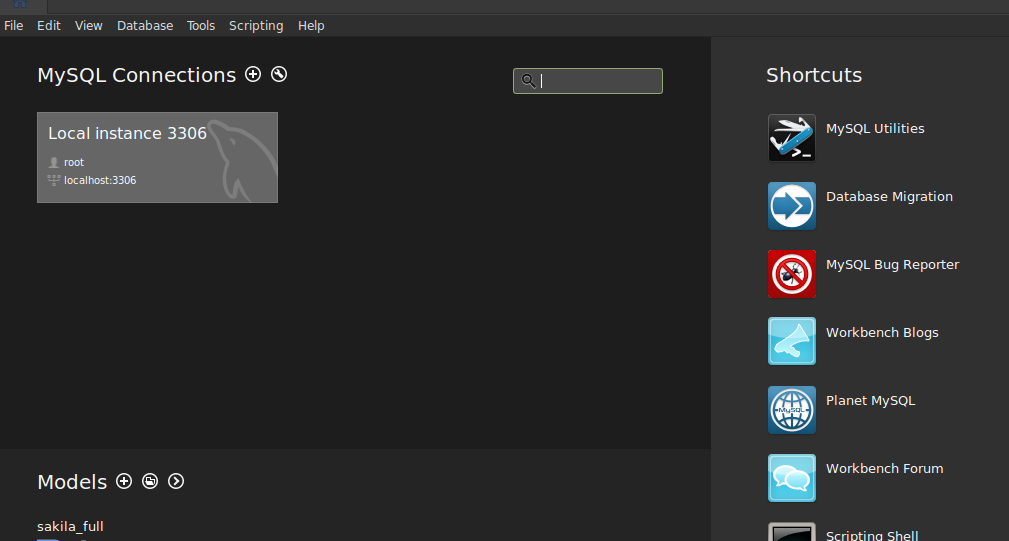 File Edit View Database Tools Scripting Help
MySQL Connections
Local instance 3306
root
localhost:3306
Models
sakila_full
Shortcuts
MySQL Utilities
Database Migration
MySQL Bug Reporter
Workbench Blogs
MySQL
Planet MySQL
Workbench Forum
Scripting Shell